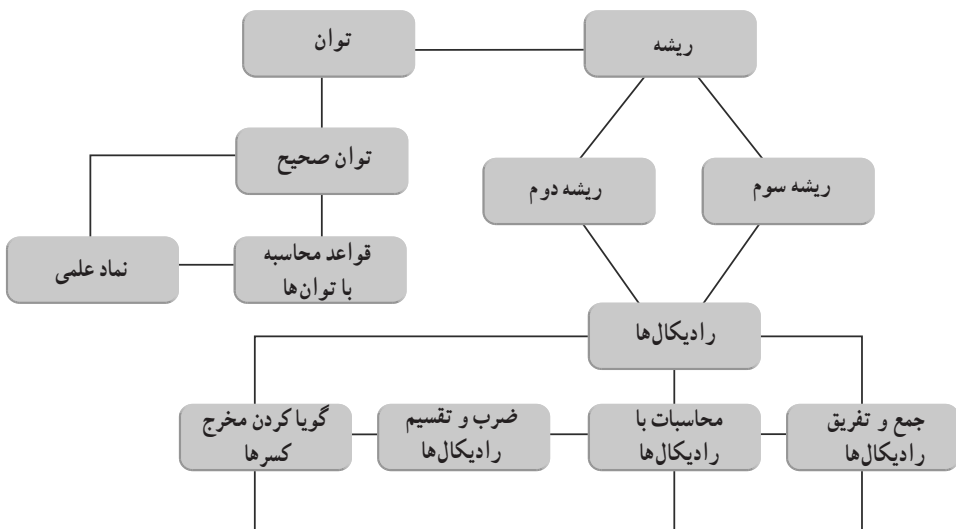 ریشه
توان
توان صحیح
ریشه سوم
ریشه دوم
قواعد محاسبه
با توان‌ها
نماد علمی
رادیکال‌ها
جمع و تفریق
رادیکال‌ها
محاسبات با
رادیکال‌ها
ضرب و تقسیم
رادیکال‌ها
گویا کردن مخرج
کسرها